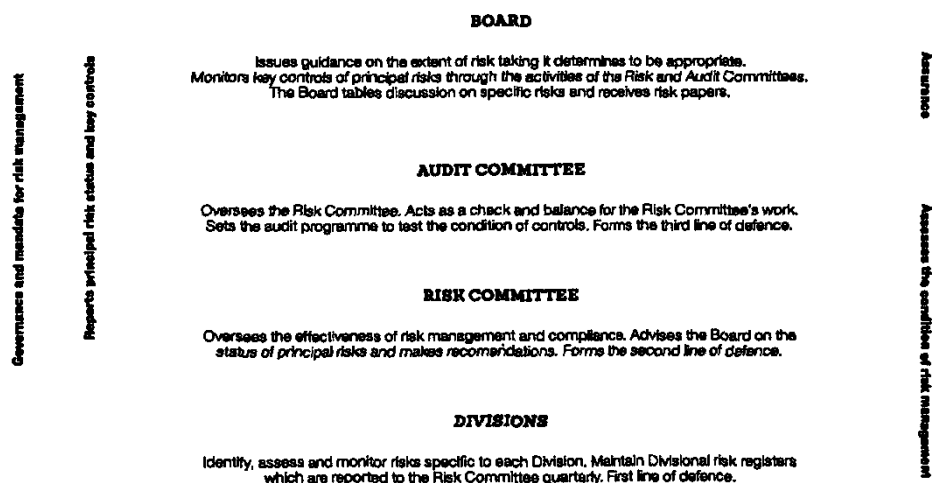 BOARD
Issues guidance on the extent of risk taking it determines to be appropriate.
Monitors key controls of principal risks through the activities of the Risk and Audit Committees.
The Board tables discussion on specific risks and receives risk papers.
AUDIT COMMITTEE
Oversees the Risk Committee. Acts as a check and balance for the Risk Committee's work.
Sets the audit programme to test the condition of controls. Forms the third line of defence.
RISK COMMITTEE
Oversees the effectiveness of risk management and compliance. Advises the Board on the
status of principal risks and makes recomendations. Forms the second line of defence.
DIVISIONS
Identify, assess and monitor risks specific to each Division. Maintain Divisional risk registers
which are reported to the Risk Committee quarterly. First line of defence.
Governance and mandate for risk management
Reports principal risk status and key controls
Assurance
Assesses the condition of risk management